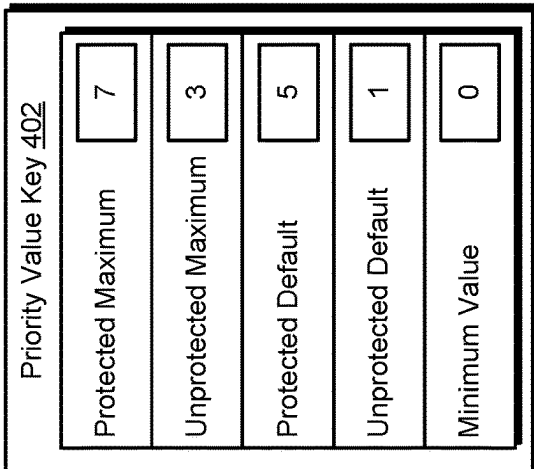 Priority Value Key 402
Protected Maximum 7
Unprotected Maximum 3
Protected Default 5
Unprotected Default 1
Minimum Value 0